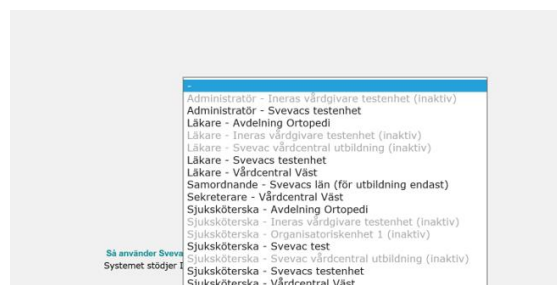 -
Administratör - Ineras vårdgivare testenhet (inaktiv)
Administratör - Svevacs testenhet
Läkare - Avdelning Ortopedi
Läkare - Ineras vårdgivare testenhet (inaktiv)
Läkare - Svevac vårdcentral utbildning (inaktiv)
Läkare - Svevacs testenhet
Läkare - Vårdcentral Väst
Samordnande - Svevacs län (för utbildning endast)
Sekreterare - Vårdcentral Väst
Sjuksköterska - Avdelning Ortopedi
Sjuksköterska - Ineras vårdgivare testenhet (inaktiv)
Sjuksköterska - Organisatoriskenhet 1 (inaktiv)
Sjuksköterska - Svevac test
Sjuksköterska - Svevac vårdcentral utbildning (inaktiv)
Sjuksköterska - Svevacs testenhet
Sjuksköterska - Vårdcentral Väst
Så använder Sveva
Systemet stödjer I